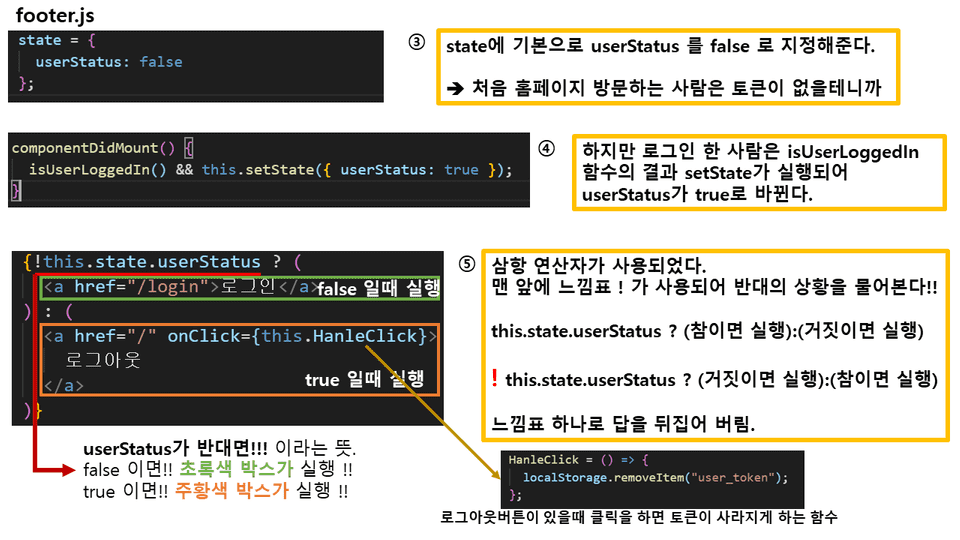 footer.js
state = {
userStatus: false
};
③
state에 기본으로 userStatus 를 false 로 지정해준다.
➔ 처음 홈페이지 방문하는 사람은 토큰이 없을테니까
componentDidMount() {
isUserLoggedIn() && this.setState({ userStatus: true });
}
④
하지만 로그인 한 사람은 isUserLoggedIn
함수의 결과 setState가 실행되어
userStatus가 true로 바뀐다.
{!this.state.userStatus ? (
<a href="/login">로그인</a>
false 일때 실행
) : (
<a href="/" onClick={this.HanleClick}>
로그아웃
</a>
true 일때 실행
)}
⑤
삼항 연산자가 사용되었다.
맨 앞에 느낌표 ! 가 사용되어 반대의 상황을 물어본다!!
this.state.userStatus ? (참이면 실행):(거짓이면 실행)
! this.state.userStatus ? (거짓이면 실행):(참이면 실행)
느낌표 하나로 답을 뒤집어 버림.
userStatus가 반대면!!! 이라는 뜻.
false 이면!! 초록색 박스가 실행 !!
true 이면!! 주황색 박스가 실행 !!
HanleClick = () => {
localStorage.removeItem("user_token");
};
로그아웃버튼이 있을때 클릭을 하면 토큰이 사라지게 하는 함수